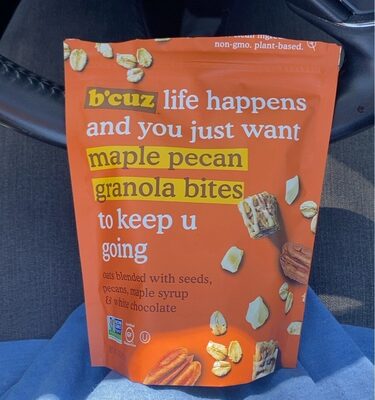 non-gmo. plant-based.
b'cuz life happens
and you just want
maple pecan
granola bites
to keep u
going
oats blended with seeds,
pecans, maple syrup
& white chocolate